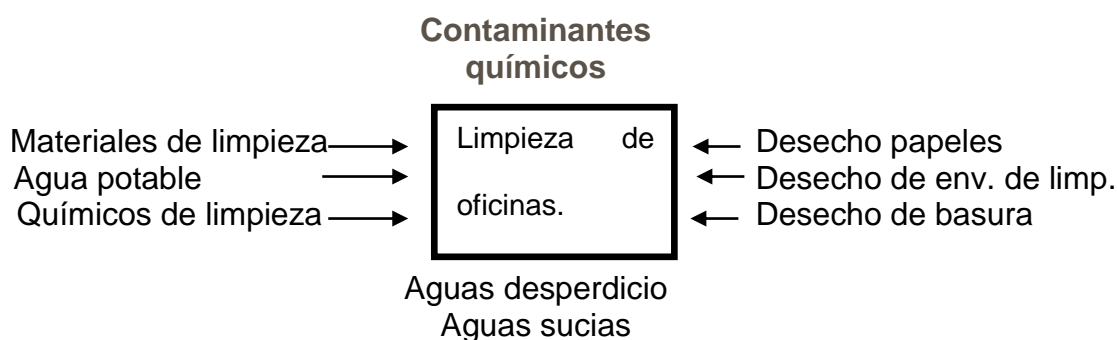 Contaminantes
químicos
Materiales de limpieza
Agua potable
Químicos de limpieza
Limpieza de
oficinas.
Desecho papeles
Desecho de env. de limp.
Desecho de basura
Aguas desperdicio
Aguas sucias